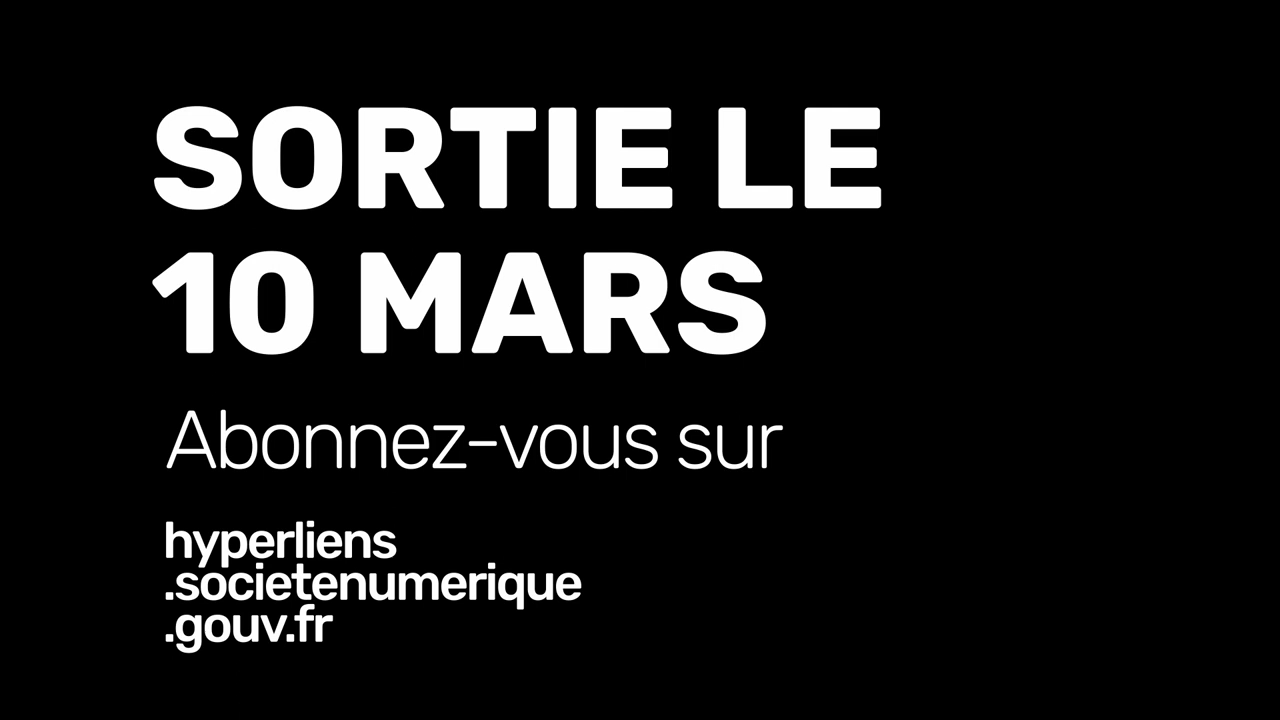 SORTIE LE
10 MARS
Abonnez-vous sur
hyperliens
.societenumerique
.gouv.fr